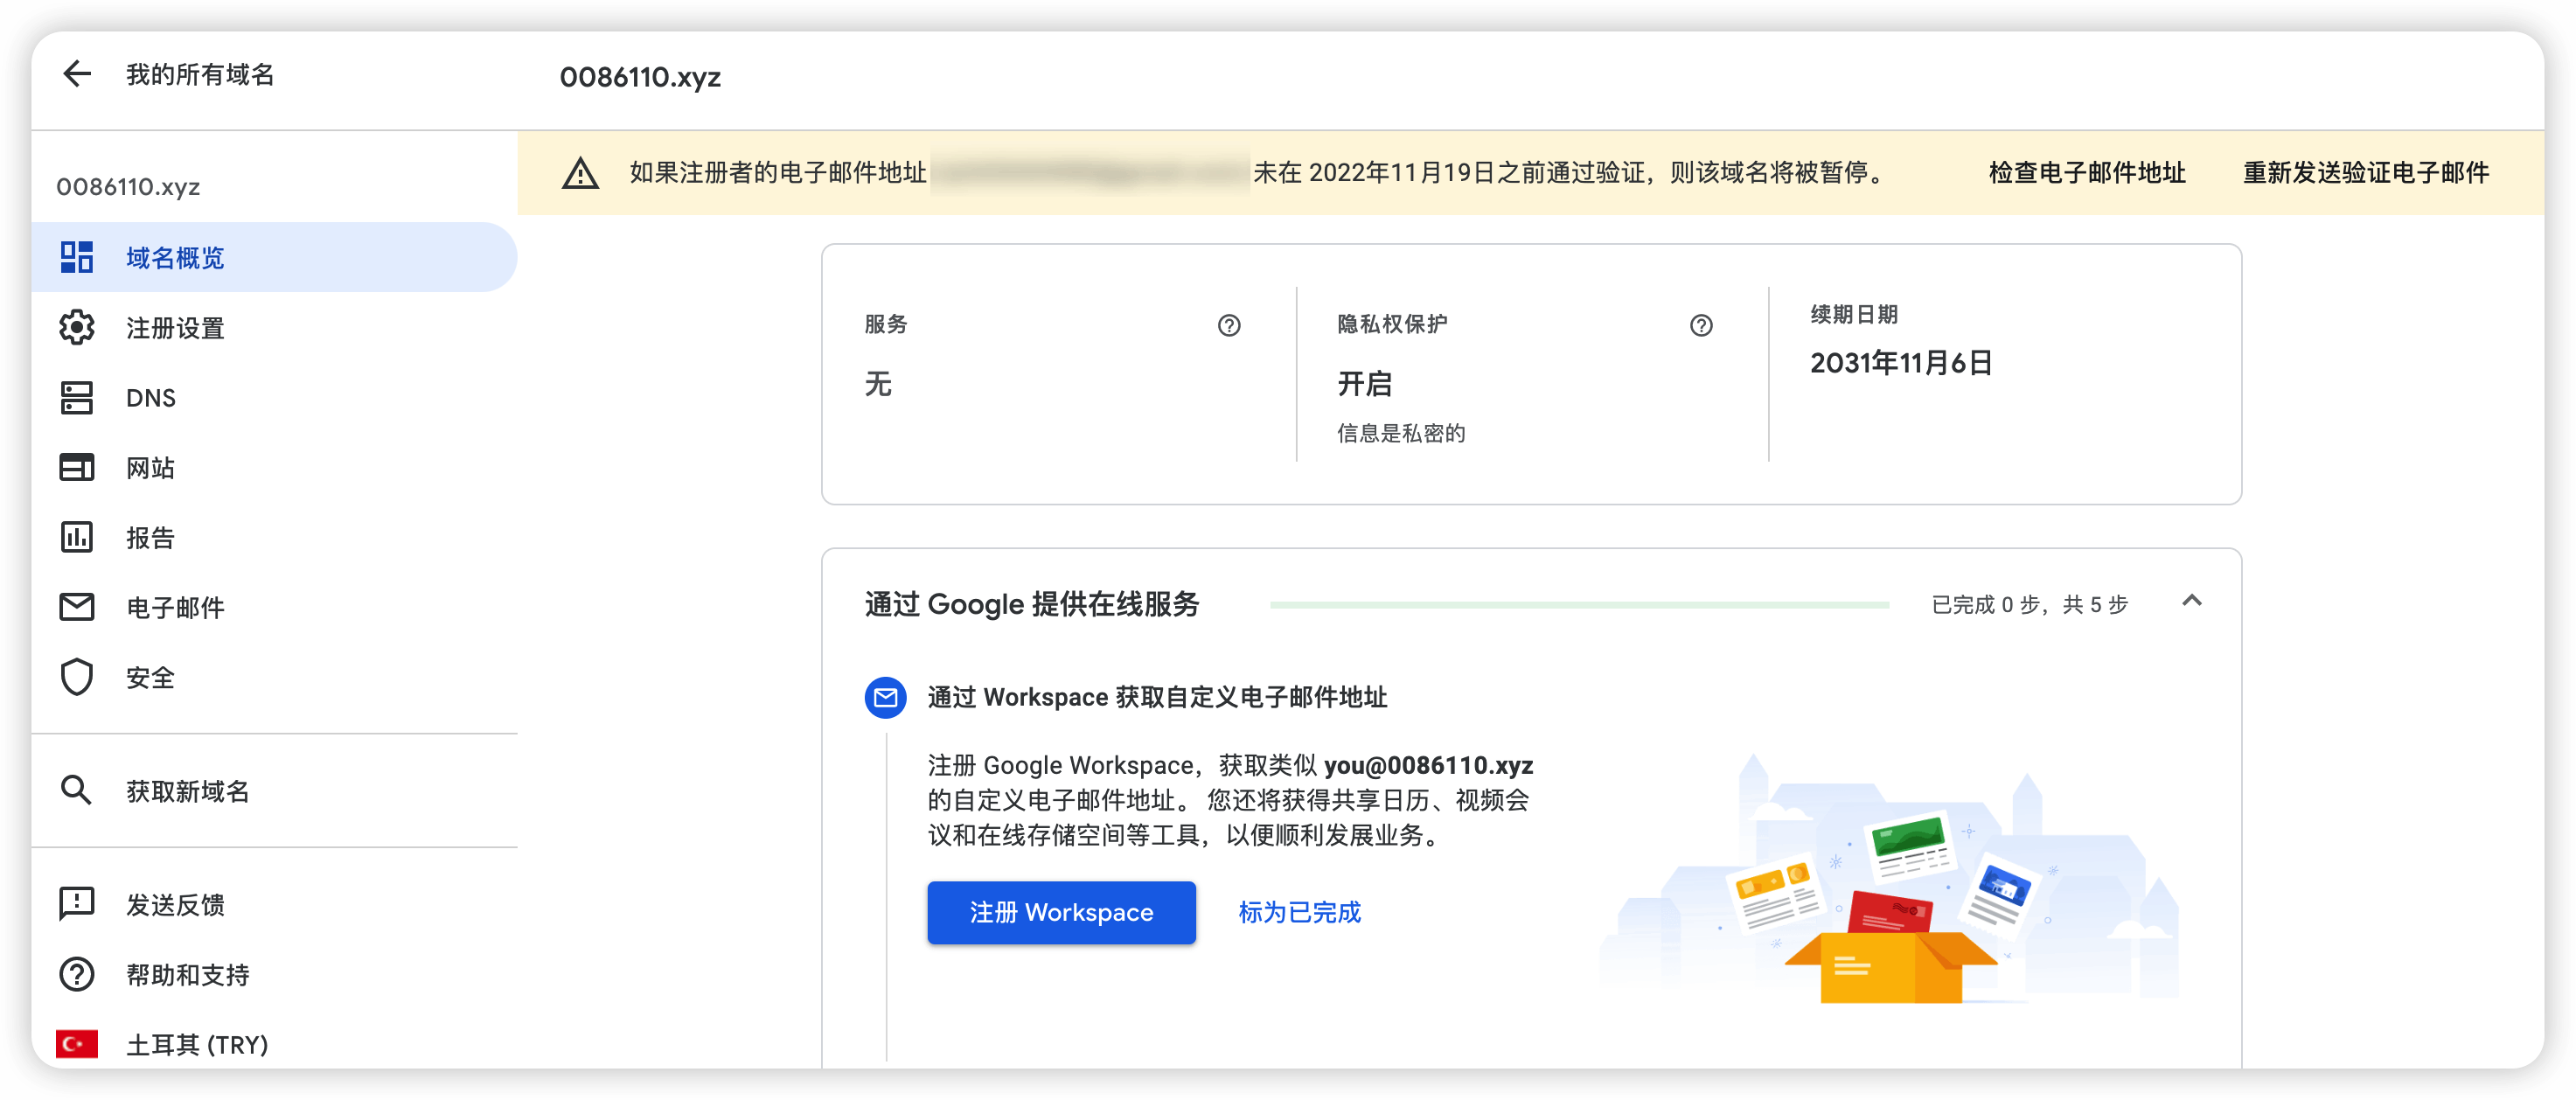 我的所有域名
0086110.xyz
如果注册者的电子邮件地址
未在 2022年11月19日之前通过验证，则该域名将被暂停。
检查电子邮件地址
重新发送验证电子邮件
0086110.xyz
域名概览
注册设置
DNS
网站
报告
电子邮件
安全
获取新域名
发送反馈
帮助和支持
土耳其 (TRY)
服务
无
隐私权保护
开启
信息是私密的
续期日期
2031年11月6日
通过 Google 提供在线服务
已完成 0 步，共 5 步
通过 Workspace 获取自定义电子邮件地址
注册 Google Workspace，获取类似 you@0086110.xyz
的自定义电子邮件地址。 您还将获得共享日历、视频会
议和在线存储空间等工具，以便顺利发展业务。
注册 Workspace
标为已完成